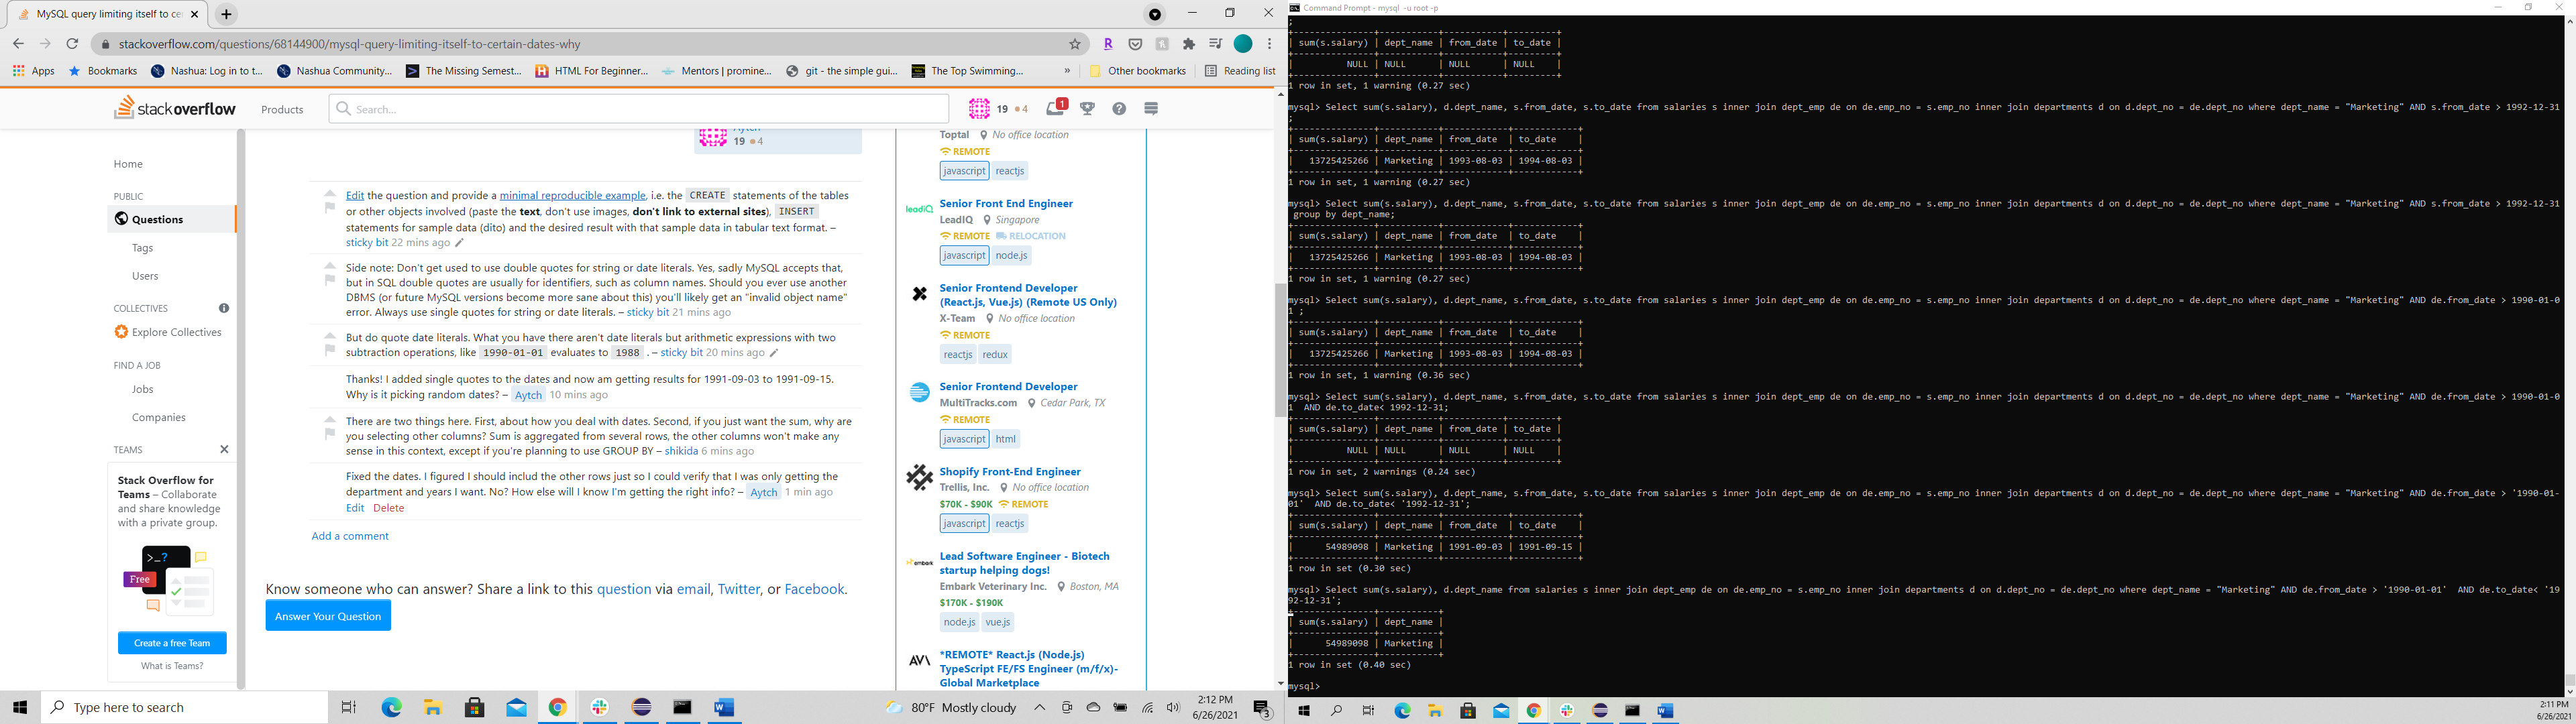 MySQL query limiting itself to cer
stackoverflow.com/questions/68144900/mysql-query-limiting-itself-to-certain-dates-why
Apps Bookmarks Nashua: Log in to t... Nashua Community... The Missing Semest... HTML For Beginner... Mentors | promine... git - the simple gui... The Top Swimming... » Other bookmarks Reading list
stackoverflow Products Search... 19 4 1
Home
PUBLIC
Questions
Tags
Users
COLLECTIVES
Explore Collectives
FIND A JOB
Jobs
Companies
TEAMS
Stack Overflow for
Teams – Collaborate
and share knowledge
with a private group.
>_?
Free
Create a free Team
What is Teams?
Aytch
19 4
Edit the question and provide a minimal reproducible example, i.e. the CREATE statements of the tables
or other objects involved (paste the text, don't use images, don't link to external sites), INSERT
statements for sample data (dito) and the desired result with that sample data in tabular text format. –
sticky bit 22 mins ago
Side note: Don't get used to use double quotes for string or date literals. Yes, sadly MySQL accepts that,
but in SQL double quotes are usually for identifiers, such as column names. Should you ever use another
DBMS (or future MySQL versions become more sane about this) you'll likely get an "invalid object name"
error. Always use single quotes for string or date literals. – sticky bit 21 mins ago
But do quote date literals. What you have there aren't date literals but arithmetic expressions with two
subtraction operations, like 1990-01-01 evaluates to 1988 . – sticky bit 20 mins ago
Thanks! I added single quotes to the dates and now am getting results for 1991-09-03 to 1991-09-15.
Why is it picking random dates? – Aytch 10 mins ago
There are two things here. First, about how you deal with dates. Second, if you just want the sum, why are
you selecting other columns? Sum is aggregated from several rows, the other columns won't make any
sense in this context, except if you're planning to use GROUP BY – shikida 6 mins ago
Fixed the dates. I figured I should include the other rows just so I could verify that I was only getting the
department and years I want. No? How else will I know I'm getting the right info? – Aytch 1 min ago
Edit Delete
Add a comment
Know someone who can answer? Share a link to this question via email, Twitter, or Facebook.
Answer Your Question
Toptal No office location
REMOTE
javascript reactjs
leadIQ
Senior Front End Engineer
LeadIQ Singapore
REMOTE RELOCATION
javascript node.js
Senior Frontend Developer
(React.js, Vue.js) (Remote US Only)
X-Team No office location
REMOTE
reactjs redux
Senior Frontend Developer
MultiTracks.com Cedar Park, TX
REMOTE
javascript html
Shopify Front-End Engineer
Trellis, Inc. No office location
$70K - $90K REMOTE
javascript reactjs
embark
Lead Software Engineer - Biotech
startup helping dogs!
Embark Veterinary Inc. Boston, MA
$170K - $190K
node.js vue.js
*REMOTE* React.js (Node.js)
TypeScript FE/FS Engineer (m/f/x)-
Global Marketplace
Type here to search
80°F Mostly cloudy
2:12 PM
6/26/2021
3
Command Prompt - mysql -u root -p
;
+---------------+-----------+-----------+---------+
| sum(s.salary) | dept_name | from_date | to_date |
+---------------+-----------+-----------+---------+
| NULL | NULL | NULL | NULL |
+---------------+-----------+-----------+---------+
1 row in set, 1 warning (0.27 sec)
mysql> Select sum(s.salary), d.dept_name, s.from_date, s.to_date from salaries s inner join dept_emp de on de.emp_no = s.emp_no inner join departments d on d.dept_no = de.dept_no where dept_name = "Marketing" AND s.from_date > 1992-12-31
;
+---------------+-----------+------------+------------+
| sum(s.salary) | dept_name | from_date | to_date |
+---------------+-----------+------------+------------+
| 13725425266 | Marketing | 1993-08-03 | 1994-08-03 |
+---------------+-----------+------------+------------+
1 row in set, 1 warning (0.27 sec)
mysql> Select sum(s.salary), d.dept_name, s.from_date, s.to_date from salaries s inner join dept_emp de on de.emp_no = s.emp_no inner join departments d on d.dept_no = de.dept_no where dept_name = "Marketing" AND s.from_date > 1992-12-31
group by dept_name;
+---------------+-----------+------------+------------+
| sum(s.salary) | dept_name | from_date | to_date |
+---------------+-----------+------------+------------+
| 13725425266 | Marketing | 1993-08-03 | 1994-08-03 |
+---------------+-----------+------------+------------+
1 row in set, 1 warning (0.27 sec)
mysql> Select sum(s.salary), d.dept_name, s.from_date, s.to_date from salaries s inner join dept_emp de on de.emp_no = s.emp_no inner join departments d on d.dept_no = de.dept_no where dept_name = "Marketing" AND de.from_date > 1990-01-0
1 ;
+---------------+-----------+------------+------------+
| sum(s.salary) | dept_name | from_date | to_date |
+---------------+-----------+------------+------------+
| 13725425266 | Marketing | 1993-08-03 | 1994-08-03 |
+---------------+-----------+------------+------------+
1 row in set, 1 warning (0.36 sec)
mysql> Select sum(s.salary), d.dept_name, s.from_date, s.to_date from salaries s inner join dept_emp de on de.emp_no = s.emp_no inner join departments d on d.dept_no = de.dept_no where dept_name = "Marketing" AND de.from_date > 1990-01-0
1 AND de.to_date< 1992-12-31;
+---------------+-----------+-----------+---------+
| sum(s.salary) | dept_name | from_date | to_date |
+---------------+-----------+-----------+---------+
| NULL | NULL | NULL | NULL |
+---------------+-----------+-----------+---------+
1 row in set, 2 warnings (0.24 sec)
mysql> Select sum(s.salary), d.dept_name, s.from_date, s.to_date from salaries s inner join dept_emp de on de.emp_no = s.emp_no inner join departments d on d.dept_no = de.dept_no where dept_name = "Marketing" AND de.from_date > '1990-01-
01' AND de.to_date< '1992-12-31';
+---------------+-----------+------------+------------+
| sum(s.salary) | dept_name | from_date | to_date |
+---------------+-----------+------------+------------+
| 54989098 | Marketing | 1991-09-03 | 1991-09-15 |
+---------------+-----------+------------+------------+
1 row in set (0.30 sec)
mysql> Select sum(s.salary), d.dept_name from salaries s inner join dept_emp de on de.emp_no = s.emp_no inner join departments d on d.dept_no = de.dept_no where dept_name = "Marketing" AND de.from_date > '1990-01-01' AND de.to_date< '19
92-12-31';
+---------------+-----------+
| sum(s.salary) | dept_name |
+---------------+-----------+
| 54989098 | Marketing |
+---------------+-----------+
1 row in set (0.40 sec)
mysql>
2:11 PM
6/26/2021